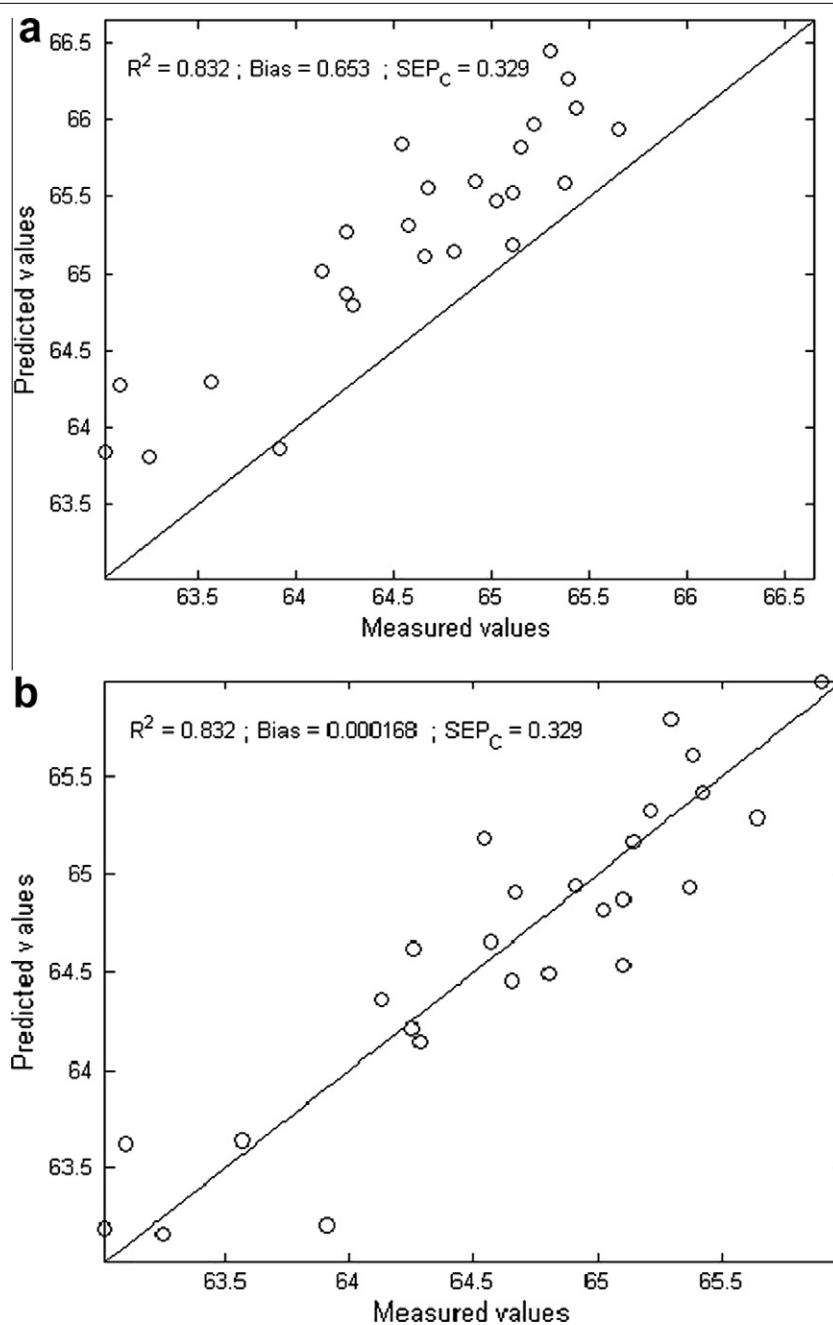 a
R² = 0.832 ; Bias = 0.653 ; SEP_C = 0.329
66.5
66
65.5
65
64.5
64
63.5
Predicted values
63.5 64 64.5 65 65.5 66 66.5
Measured values
b
R² = 0.832 ; Bias = 0.000168 ; SEP_C = 0.329
65.5
65
64.5
64
63.5
Predicted values
63.5 64 64.5 65 65.5
Measured values